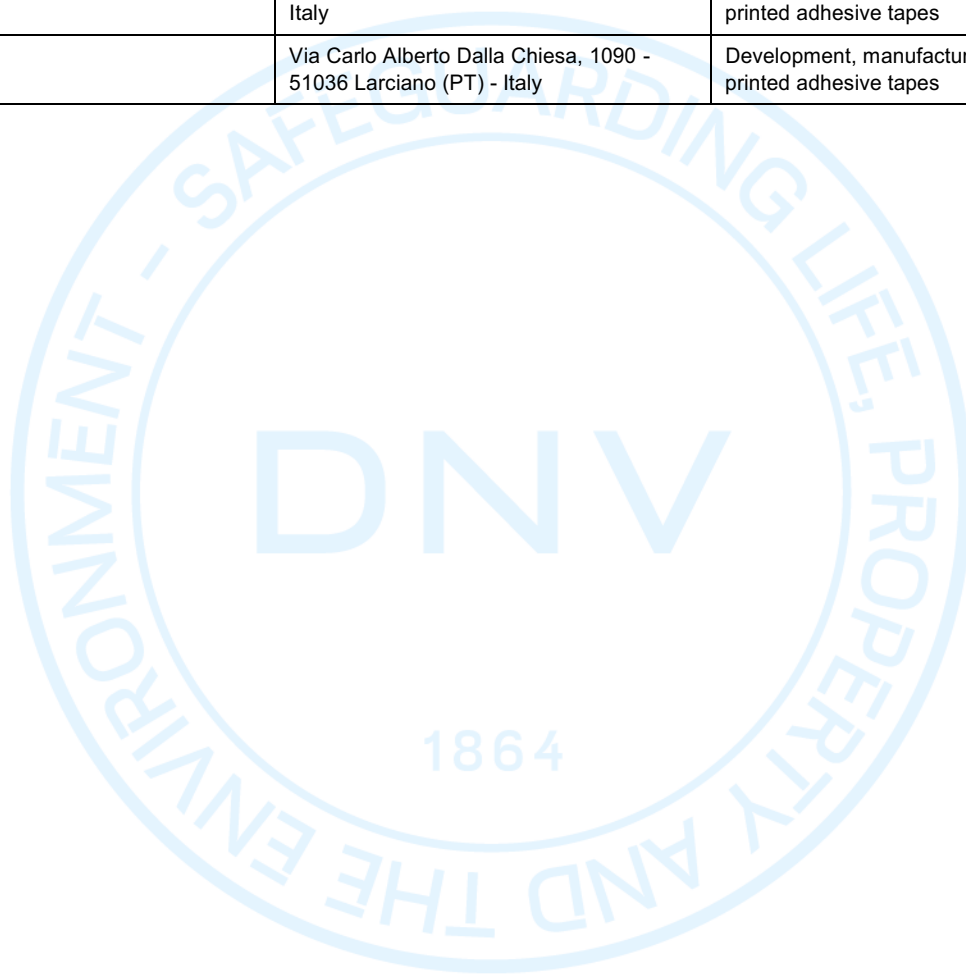 Italy
printed adhesive tapes
Via Carlo Alberto Dalla Chiesa, 1090 -
51036 Larciano (PT) - Italy
Development, manufactur
printed adhesive tapes
SAFEGUARDING LIFE, PROPERTY AND THE ENVIRONMENT -
DNV
1864